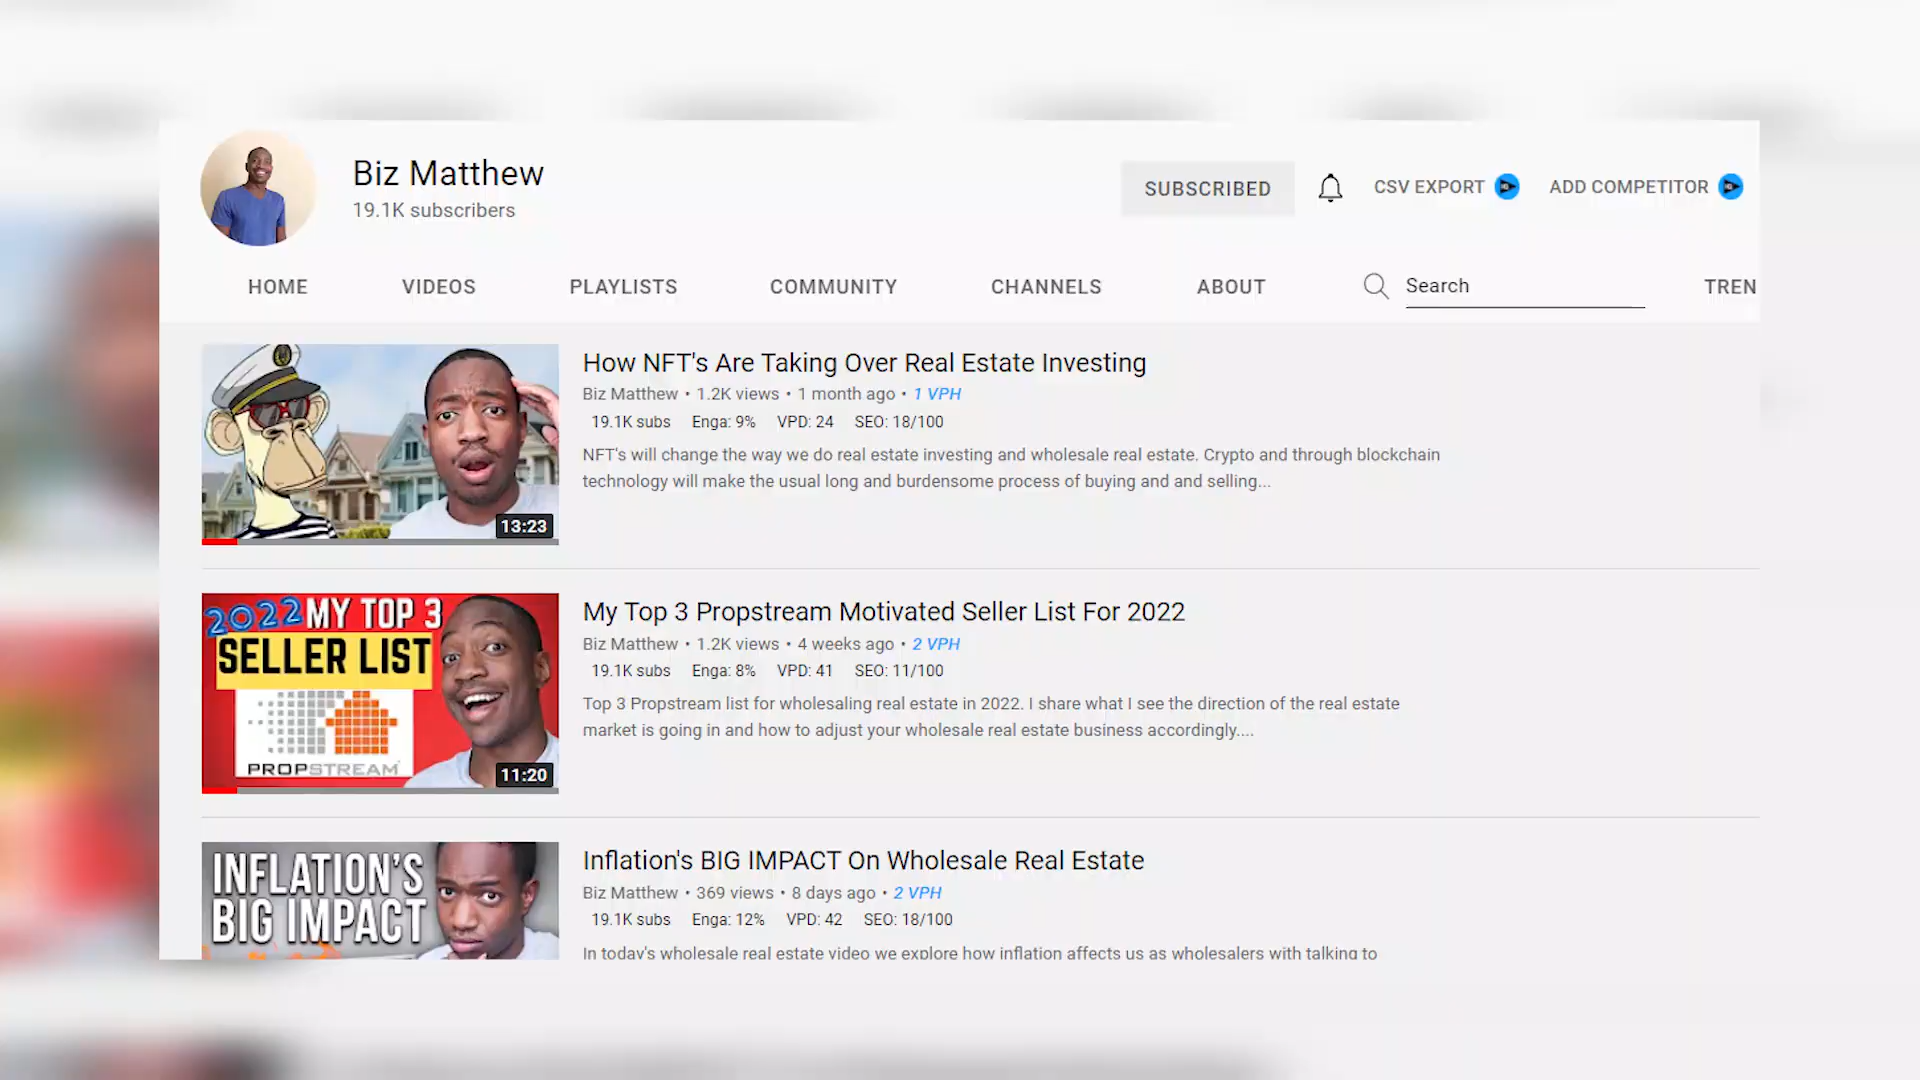 Biz Matthew
19.1K subscribers
SUBSCRIBED
CSV EXPORT
ADD COMPETITOR
HOME
VIDEOS
PLAYLISTS
COMMUNITY
CHANNELS
ABOUT
Search
TREN
13:23
How NFT's Are Taking Over Real Estate Investing
Biz Matthew • 1.2K views • 1 month ago • 1 VPH
19.1K subs Enga: 9% VPD: 24 SEO: 18/100
NFT's will change the way we do real estate investing and wholesale real estate. Crypto and through blockchain
technology will make the usual long and burdensome process of buying and and selling...
2022 MY TOP 3
SELLER LIST
PROPSTREAM
11:20
My Top 3 Propstream Motivated Seller List For 2022
Biz Matthew • 1.2K views • 4 weeks ago • 2 VPH
19.1K subs Enga: 8% VPD: 41 SEO: 11/100
Top 3 Propstream list for wholesaling real estate in 2022. I share what I see the direction of the real estate
market is going in and how to adjust your wholesale real estate business accordingly....
INFLATION'S
BIG IMPACT
Inflation's BIG IMPACT On Wholesale Real Estate
Biz Matthew • 369 views • 8 days ago • 2 VPH
19.1K subs Enga: 12% VPD: 42 SEO: 18/100
In today's wholesale real estate video we explore how inflation affects us as wholesalers with talking to